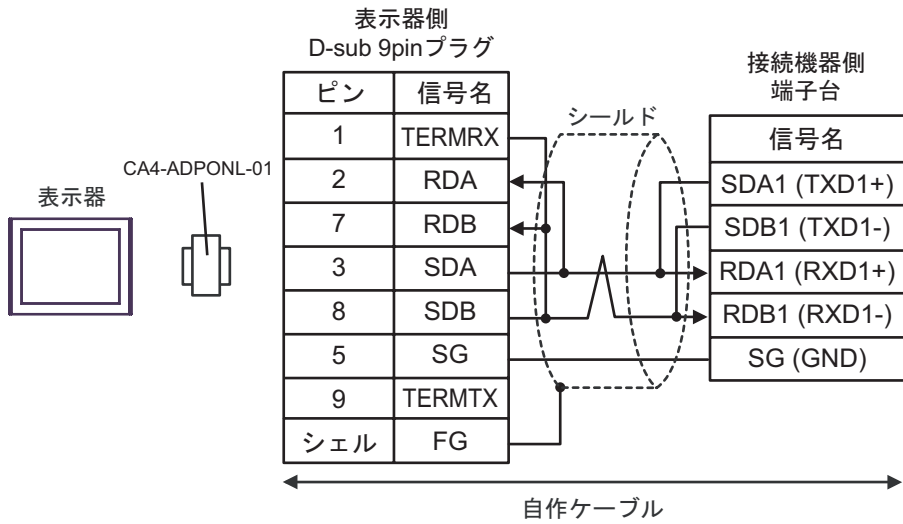 表示器側
D-sub 9pinプラグ
接続機器側
端子台
シールド
CA4-ADPONL-01
表示器
ピン 信号名
1 TERMRX
2 RDA
7 RDB
3 SDA
8 SDB
5 SG
9 TERMTX
シェル FG
信号名
SDA1 (TXD1+)
SDB1 (TXD1-)
RDA1 (RXD1+)
RDB1 (RXD1-)
SG (GND)
自作ケーブル